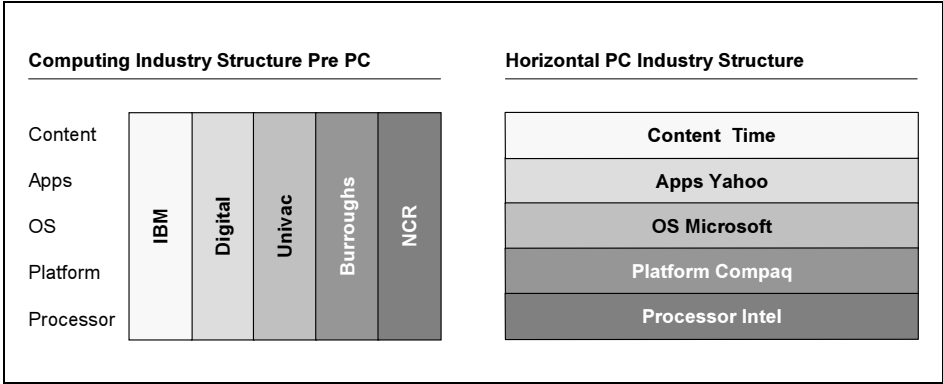 Computing Industry Structure Pre PC
Content
Apps
OS
Platform
Processor
IBM
Digital
Univac
Burroughs
NCR
Horizontal PC Industry Structure
Content Time
Apps Yahoo
OS Microsoft
Platform Compaq
Processor Intel